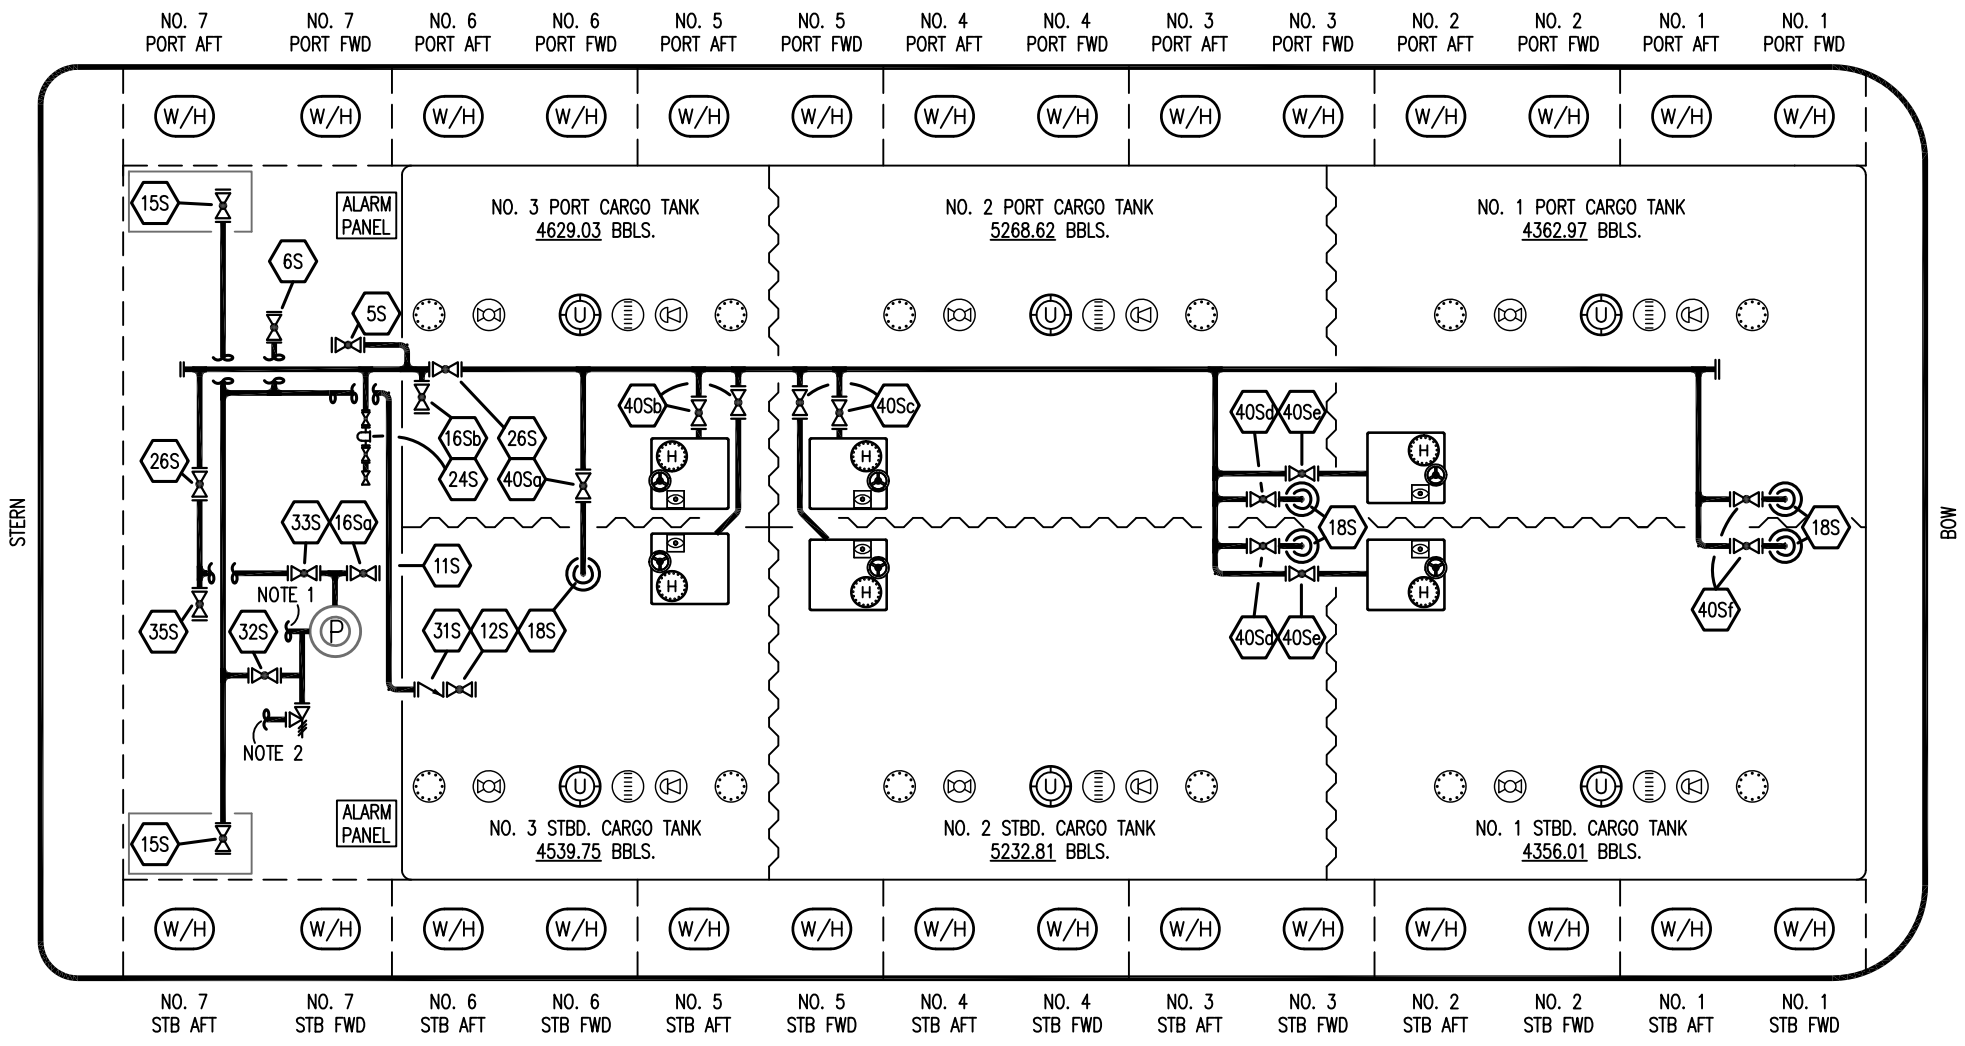 NO. 7 NO. 7 NO. 6 NO. 6 NO. 5 NO. 5 NO. 4 NO. 4 NO. 3 NO. 3 NO. 2 NO. 2 NO. 1 NO. 1
PORT AFT PORT FWD PORT AFT PORT FWD PORT AFT PORT FWD PORT AFT PORT FWD PORT AFT PORT FWD PORT AFT PORT FWD PORT AFT PORT FWD
W/H W/H W/H W/H W/H W/H W/H W/H W/H W/H W/H W/H W/H W/H
15S
ALARM
PANEL
NO. 3 PORT CARGO TANK
4629.03 BBLS.
NO. 2 PORT CARGO TANK
5268.62 BBLS.
NO. 1 PORT CARGO TANK
4362.97 BBLS.
6S
5S
U U U
40Sb 40Sc
40Sd 40Se
26S
16Sb 26S
24S 40Sa
H H H
33S 16Sa
18S 18S
STERN
BOW
11S
NOTE 1
H H H
35S 32S P
31S 12S 18S
40Sd 40Se
40Sf
NOTE 2
U U U
15S
ALARM
PANEL
NO. 3 STBD. CARGO TANK
4539.75 BBLS.
NO. 2 STBD. CARGO TANK
5232.81 BBLS.
NO. 1 STBD. CARGO TANK
4356.01 BBLS.
W/H W/H W/H W/H W/H W/H W/H W/H W/H W/H W/H W/H W/H W/H
NO. 7 NO. 7 NO. 6 NO. 6 NO. 5 NO. 5 NO. 4 NO. 4 NO. 3 NO. 3 NO. 2 NO. 2 NO. 1 NO. 1
STB AFT STB FWD STB AFT STB FWD STB AFT STB FWD STB AFT STB FWD STB AFT STB FWD STB AFT STB FWD STB AFT STB FWD